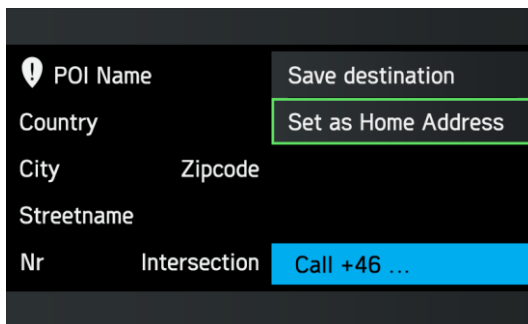 POI Name
Save destination
Country
Set as Home Address
City Zipcode
Streetname
Nr Intersection
Call +46 ...